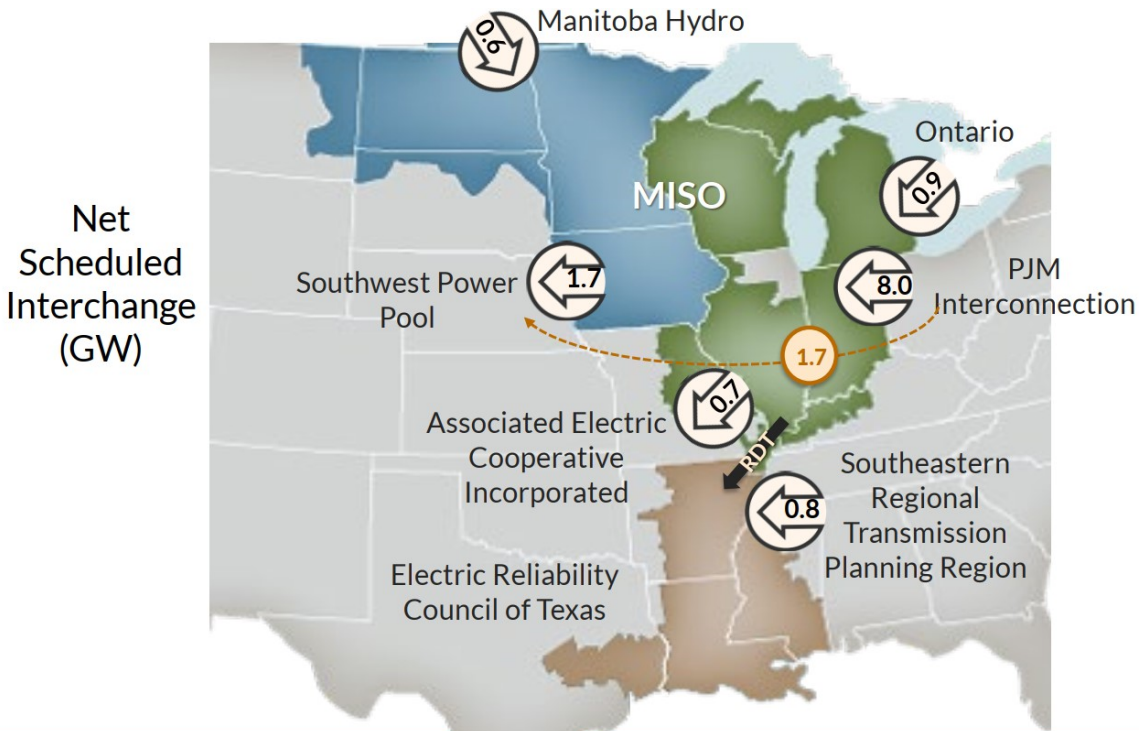 Manitoba Hydro
0.6
Ontario
0.9
MISO
Net
Scheduled
Interchange
(GW)
Southwest Power
Pool
1.7
8.0
PJM
Interconnection
1.7
0.7
Associated Electric
Cooperative
Incorporated
RDT
0.8
Southeastern
Regional
Transmission
Planning Region
Electric Reliability
Council of Texas